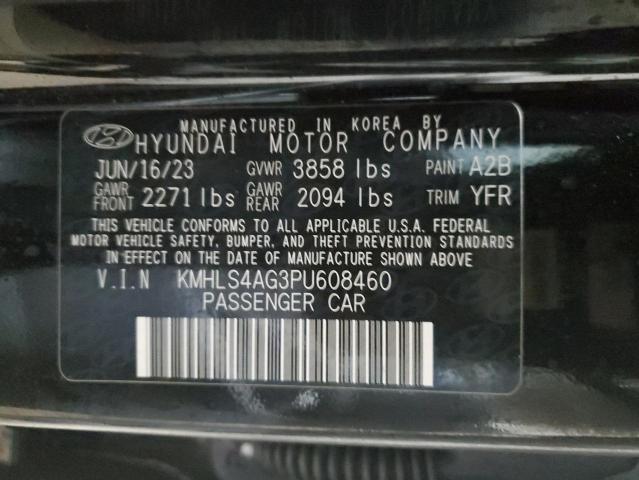 MANUFACTURED IN KOREA BY
HYUNDAI MOTOR COMPANY
JUN/16/23 GVWR 3858 lbs PAINT A2B
GAWR FRONT 2271 lbs GAWR REAR 2094 lbs TRIM YFR
THIS VEHICLE CONFORMS TO ALL APPLICABLE U.S.A. FEDERAL
MOTOR VEHICLE SAFETY, BUMPER, AND THEFT PREVENTION STANDARDS
IN EFFECT ON THE DATE OF MANUFACTURE SHOWN ABOVE
V.I.N KMHLS4AG3PU608460
PASSENGER CAR